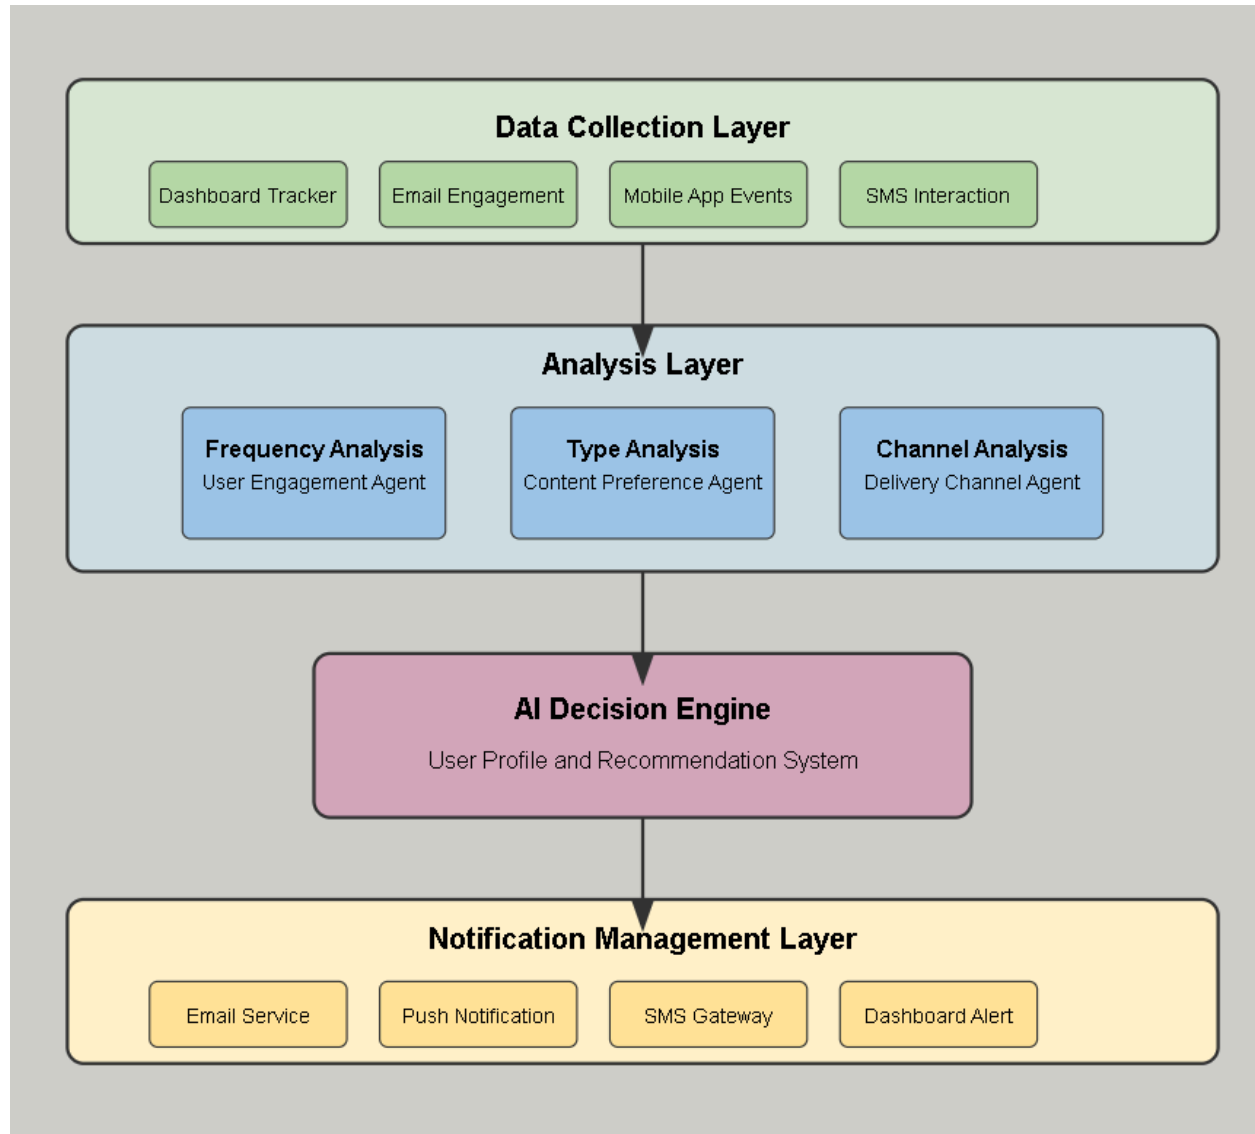 Data Collection Layer
Dashboard Tracker
Email Engagement
Mobile App Events
SMS Interaction
Analysis Layer
Frequency Analysis
User Engagement Agent
Type Analysis
Content Preference Agent
Channel Analysis
Delivery Channel Agent
AI Decision Engine
User Profile and Recommendation System
Notification Management Layer
Email Service
Push Notification
SMS Gateway
Dashboard Alert